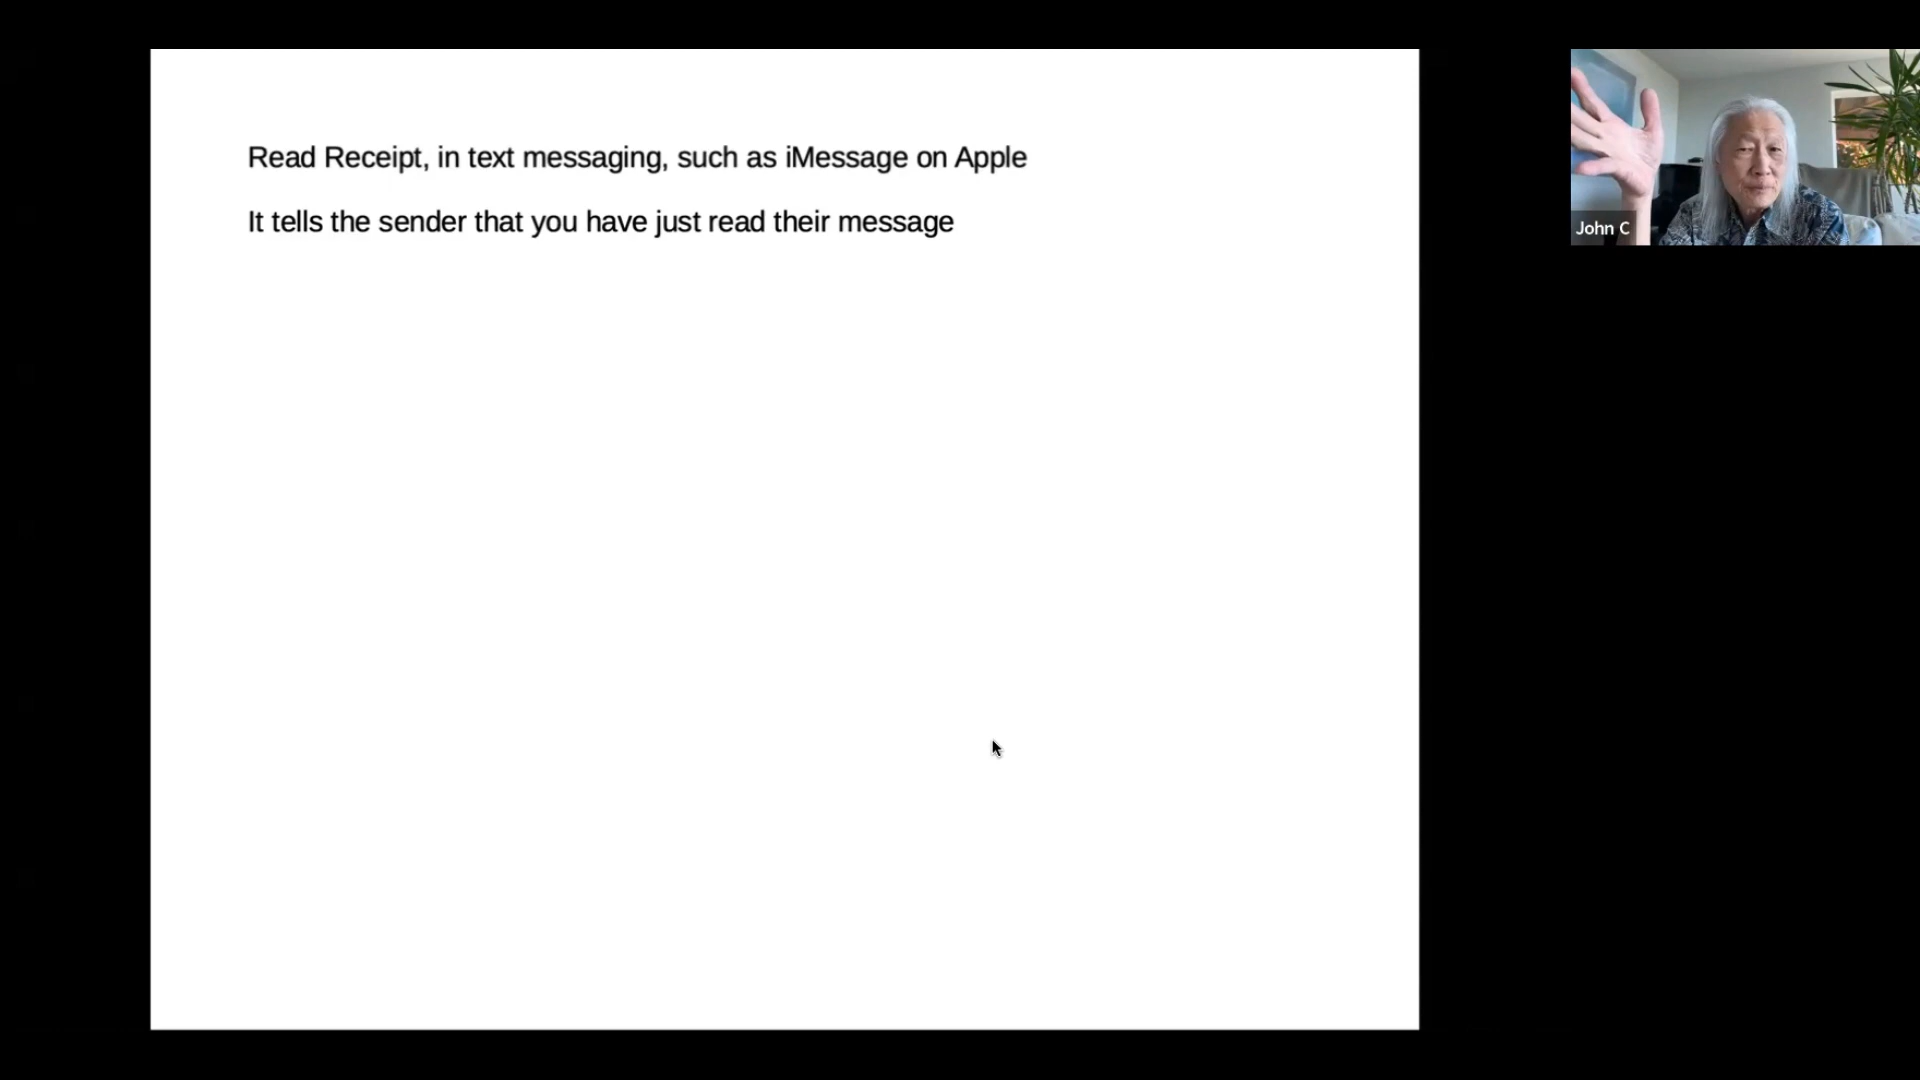 Read Receipt, in text messaging, such as iMessage on Apple
It tells the sender that you have just read their message
John C